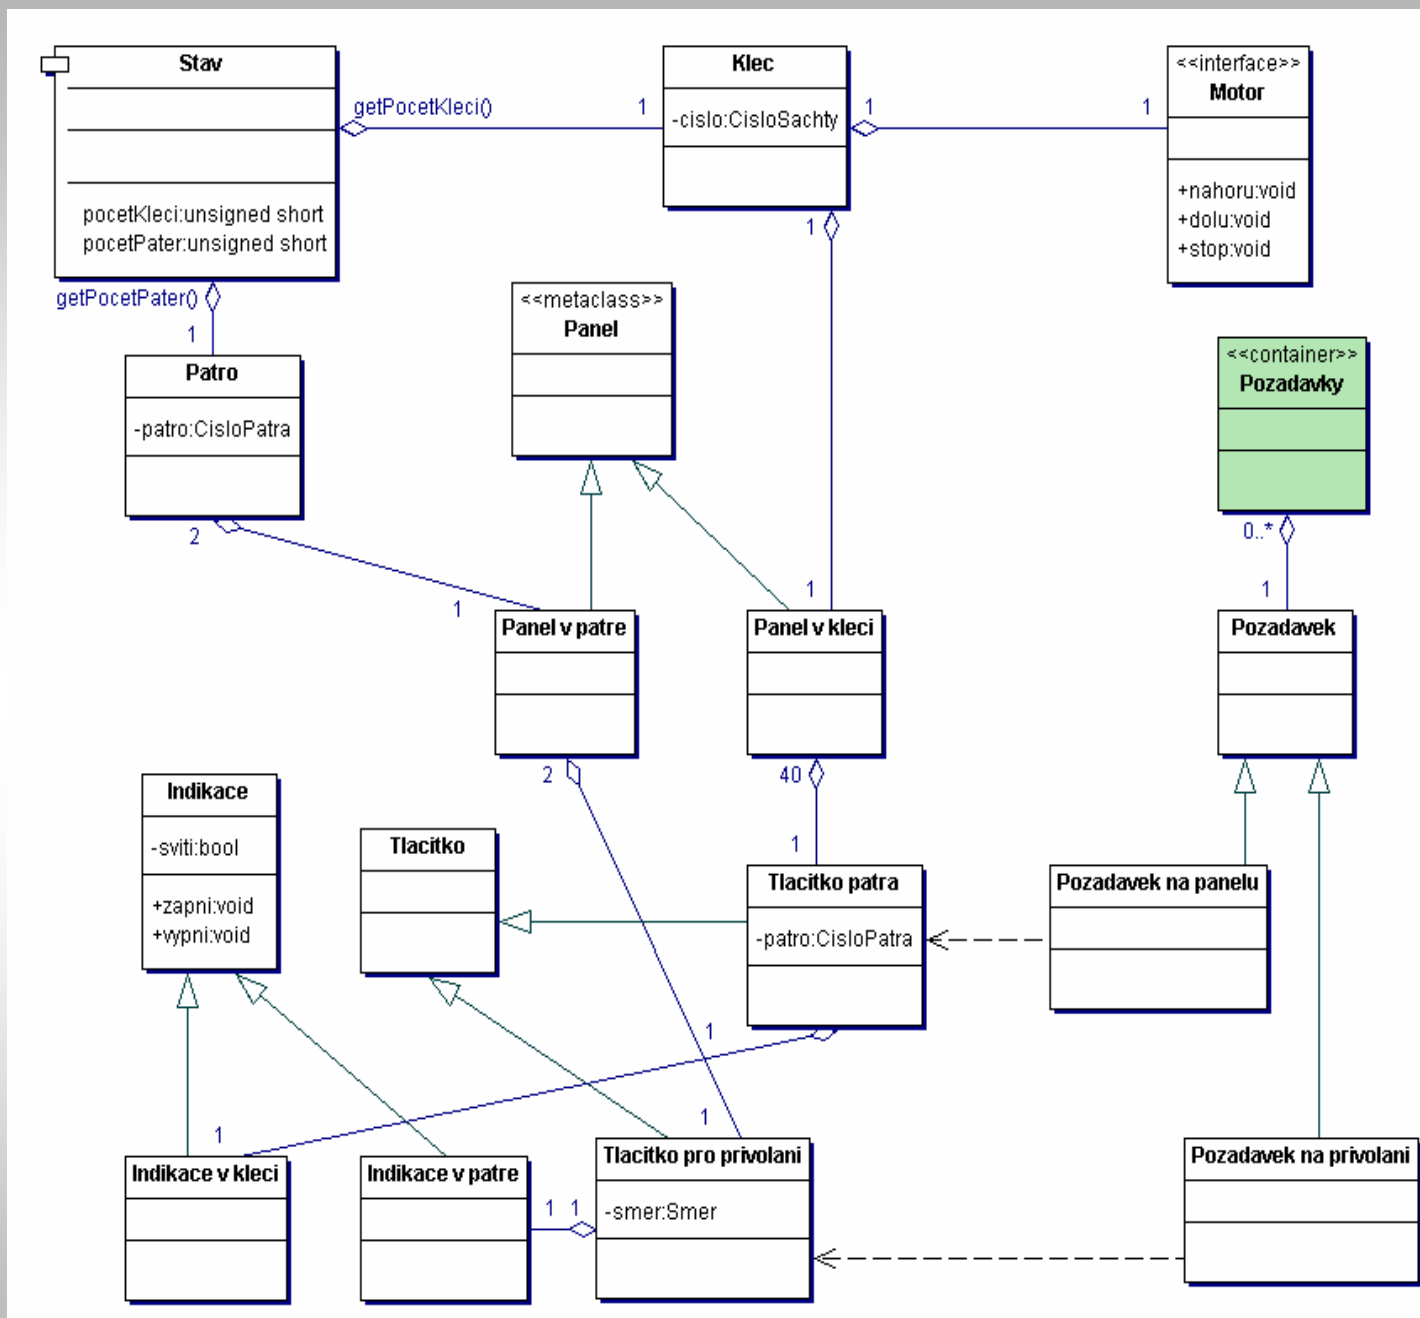 Stav
pocetKleci:unsigned short
pocetPater:unsigned short
getPocetKleci()
1
Klec
-cislo:CisloSachty
1
1
<<interface>>
Motor
+nahoru:void
+dolu:void
+stop:void
getPocetPater()
1
1
<<metaclass>>
Panel
Patro
-patro:CisloPatra
<<container>>
Pozadavky
2
1
1
0..*
1
Panel v patre
Panel v kleci
Pozadavek
2
40
1
Indikace
-sviti:bool
+zapni:void
+vypni:void
Tlacitko
Tlacitko patra
-patro:CisloPatra
Pozadavek na panelu
1
1
1
Indikace v kleci
Indikace v patre
1
1
Tlacitko pro privolani
-smer:Smer
Pozadavek na privolani